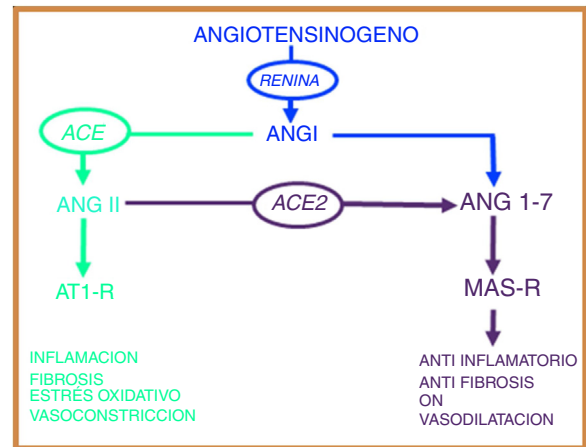 ANGIOTENSINOGENO
RENINA
ACE
ANGI
ANG II
ACE2
ANG 1-7
AT1-R
MAS-R
INFLAMACION
FIBROSIS
ESTRÉS OXIDATIVO
VASOCONSTRICCION
ANTI INFLAMATORIO
ANTI FIBROSIS
ON
VASODILATACION